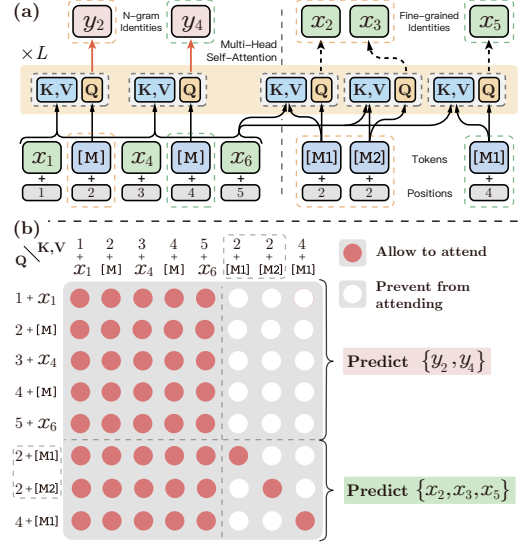 (a)
y2 N-gram Identities y4 x2 x3 Fine-grained Identities x5
×L Multi-Head Self-Attention
K,V Q K,V Q K,V Q K,V Q K,V Q
x1 [M] x4 [M] x6 [M1] [M2] Tokens [M1]
+ + + + + + + +
1 2 3 4 5 2 2 Positions 4
(b)
Q K,V 1 2 3 4 5 2 2 4
+ + + + + + + +
x1 [M] x4 [M] x6 [M1] [M2] [M1]
Allow to attend
Prevent from attending
1 + x1
2 + [M]
3 + x4
4 + [M]
5 + x6
Predict {y2, y4}
2 + [M1]
2 + [M2]
4 + [M1]
Predict {x2, x3, x5}